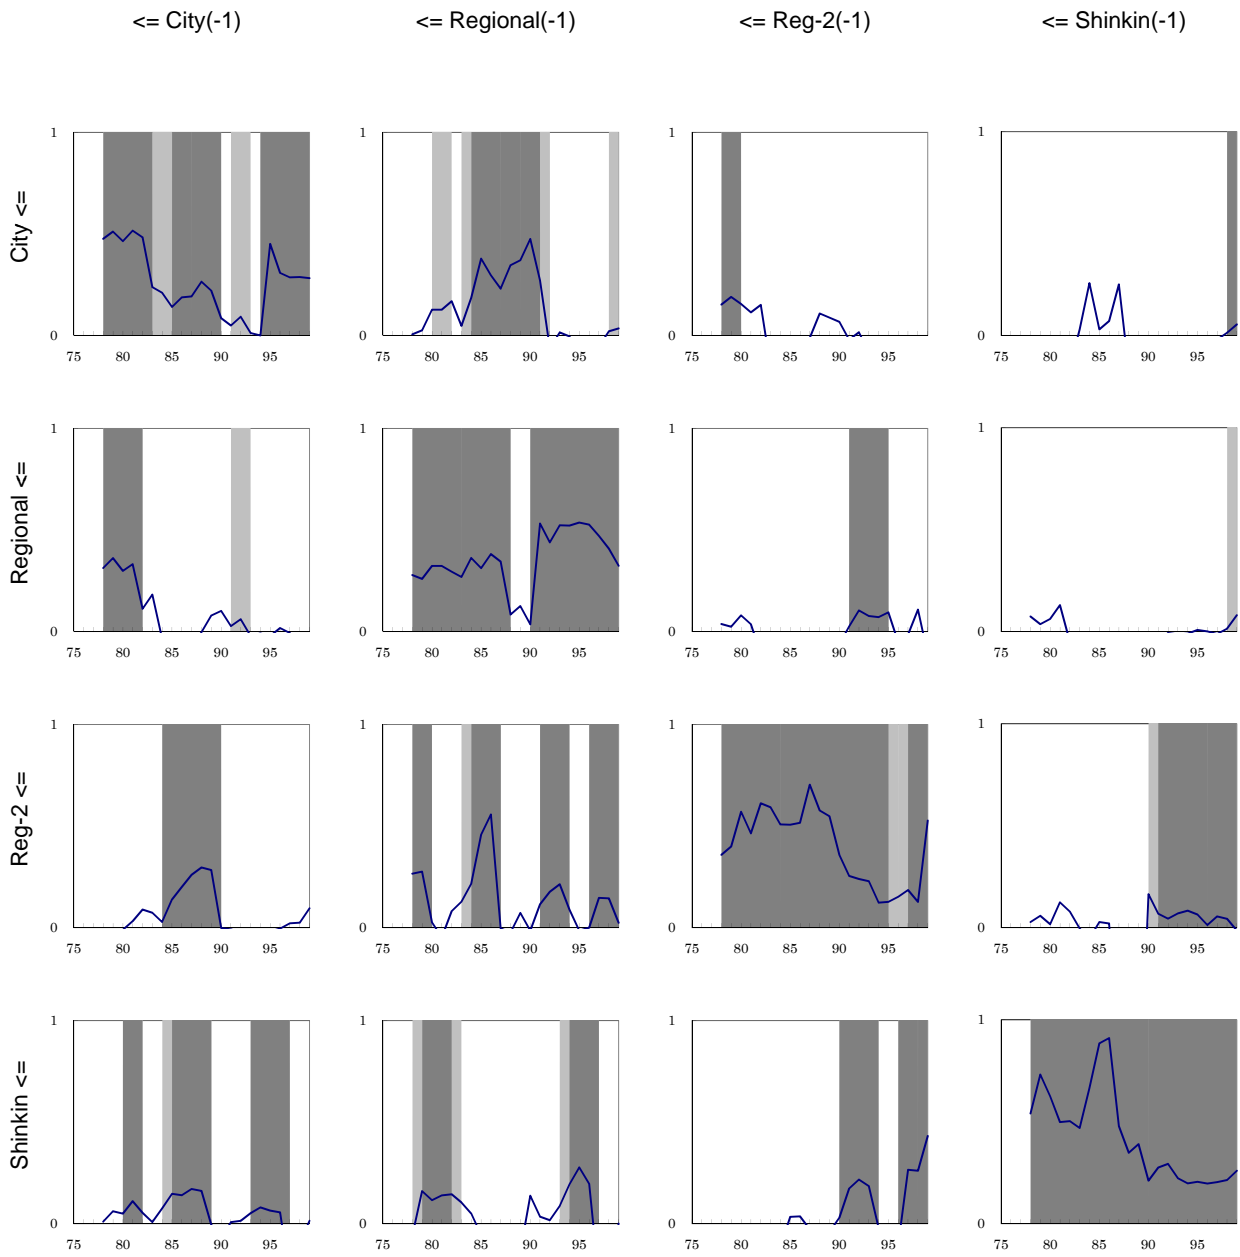 <= City(-1) <= Regional(-1) <= Reg-2(-1) <= Shinkin(-1)
City <=
1 1 1 1
0 0 0 0
75 80 85 90 95 75 80 85 90 95 75 80 85 90 95 75 80 85 90 95
Regional <=
1 1 1 1
0 0 0 0
75 80 85 90 95 75 80 85 90 95 75 80 85 90 95 75 80 85 90 95
Reg-2 <=
1 1 1 1
0 0 0 0
75 80 85 90 95 75 80 85 90 95 75 80 85 90 95 75 80 85 90 95
Shinkin <=
1 1 1 1
0 0 0 0
75 80 85 90 95 75 80 85 90 95 75 80 85 90 95 75 80 85 90 95